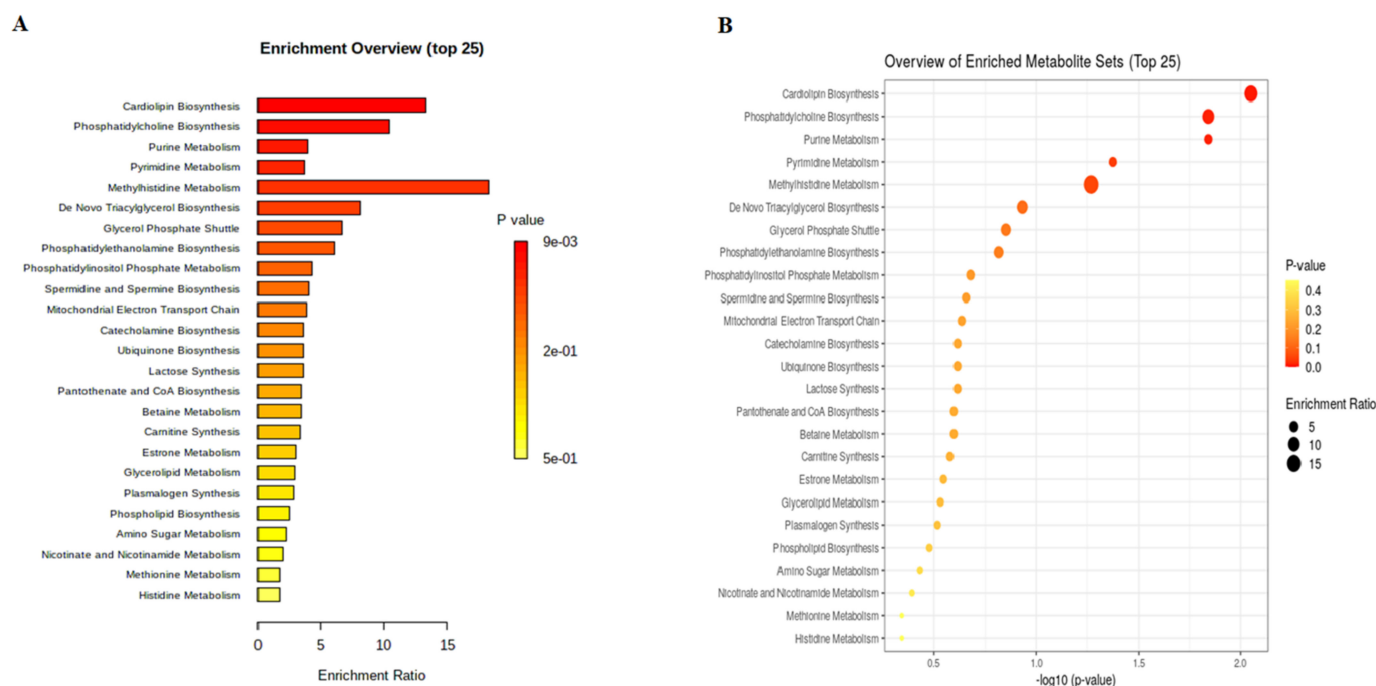 A
Enrichment Overview (top 25)
Cardiolipin Biosynthesis
Phosphatidylcholine Biosynthesis
Purine Metabolism
Pyrimidine Metabolism
Methylhistidine Metabolism
De Novo Triacylglycerol Biosynthesis
Glycerol Phosphate Shuttle
Phosphatidylethanolamine Biosynthesis
Phosphatidylinositol Phosphate Metabolism
Spermidine and Spermine Biosynthesis
Mitochondrial Electron Transport Chain
Catecholamine Biosynthesis
Ubiquinone Biosynthesis
Lactose Synthesis
Pantothenate and CoA Biosynthesis
Betaine Metabolism
Carnitine Synthesis
Estrone Metabolism
Glycerolipid Metabolism
Plasmalogen Synthesis
Phospholipid Biosynthesis
Amino Sugar Metabolism
Nicotinate and Nicotinamide Metabolism
Methionine Metabolism
Histidine Metabolism
0 5 10 15
Enrichment Ratio
P value
9e-03
2e-01
5e-01
B
Overview of Enriched Metabolite Sets (Top 25)
Cardiolipin Biosynthesis
Phosphatidylcholine Biosynthesis
Purine Metabolism
Pyrimidine Metabolism
Methylhistidine Metabolism
De Novo Triacylglycerol Biosynthesis
Glycerol Phosphate Shuttle
Phosphatidylethanolamine Biosynthesis
Phosphatidylinositol Phosphate Metabolism
Spermidine and Spermine Biosynthesis
Mitochondrial Electron Transport Chain
Catecholamine Biosynthesis
Ubiquinone Biosynthesis
Lactose Synthesis
Pantothenate and CoA Biosynthesis
Betaine Metabolism
Carnitine Synthesis
Estrone Metabolism
Glycerolipid Metabolism
Plasmalogen Synthesis
Phospholipid Biosynthesis
Amino Sugar Metabolism
Nicotinate and Nicotinamide Metabolism
Methionine Metabolism
Histidine Metabolism
0.5 1.0 1.5 2.0
-log10 (p-value)
P-value
0.4
0.3
0.2
0.1
0.0
Enrichment Ratio
5
10
15